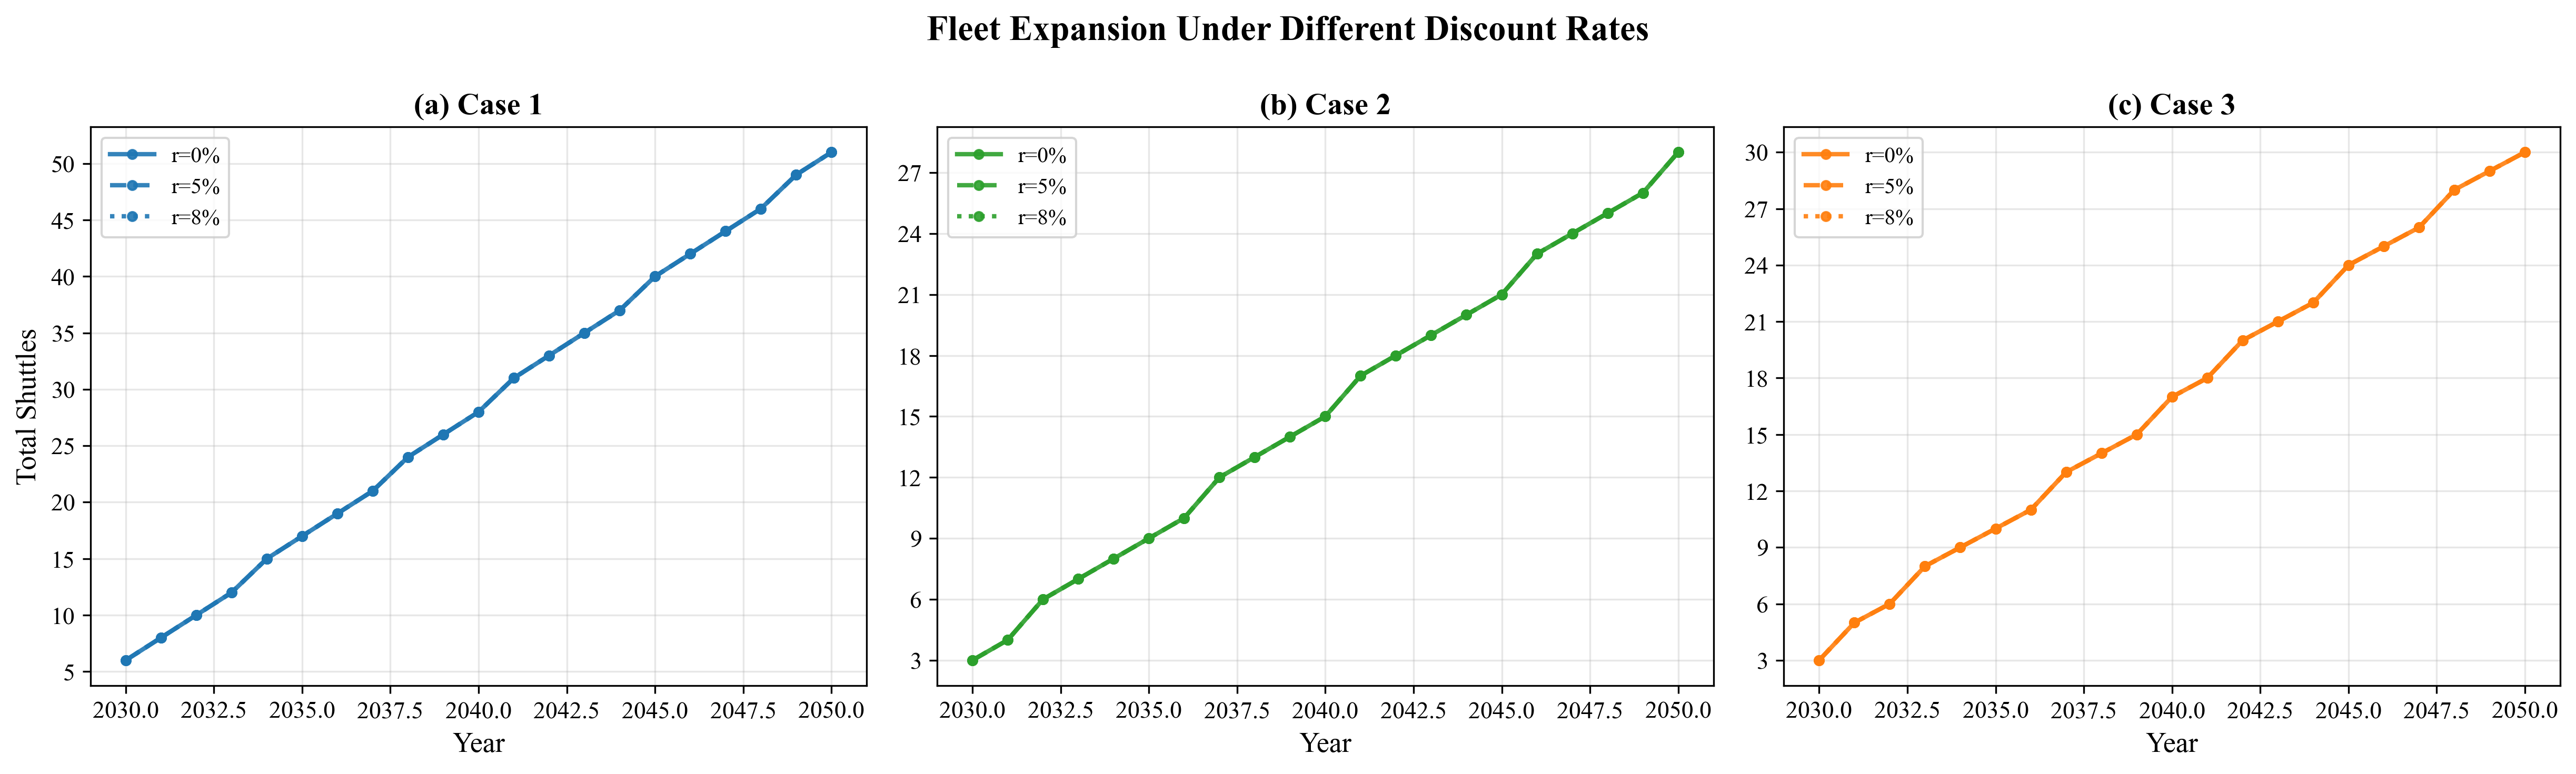 Fleet Expansion Under Different Discount Rates
(a) Case 1
r=0%
r=5%
r=8%
50
45
40
35
30
25
20
15
10
5
Total Shuttles
2030.0 2032.5 2035.0 2037.5 2040.0 2042.5 2045.0 2047.5 2050.0
Year
(b) Case 2
r=0%
r=5%
r=8%
27
24
21
18
15
12
9
6
3
2030.0 2032.5 2035.0 2037.5 2040.0 2042.5 2045.0 2047.5 2050.0
Year
(c) Case 3
r=0%
r=5%
r=8%
30
27
24
21
18
15
12
9
6
3
2030.0 2032.5 2035.0 2037.5 2040.0 2042.5 2045.0 2047.5 2050.0
Year